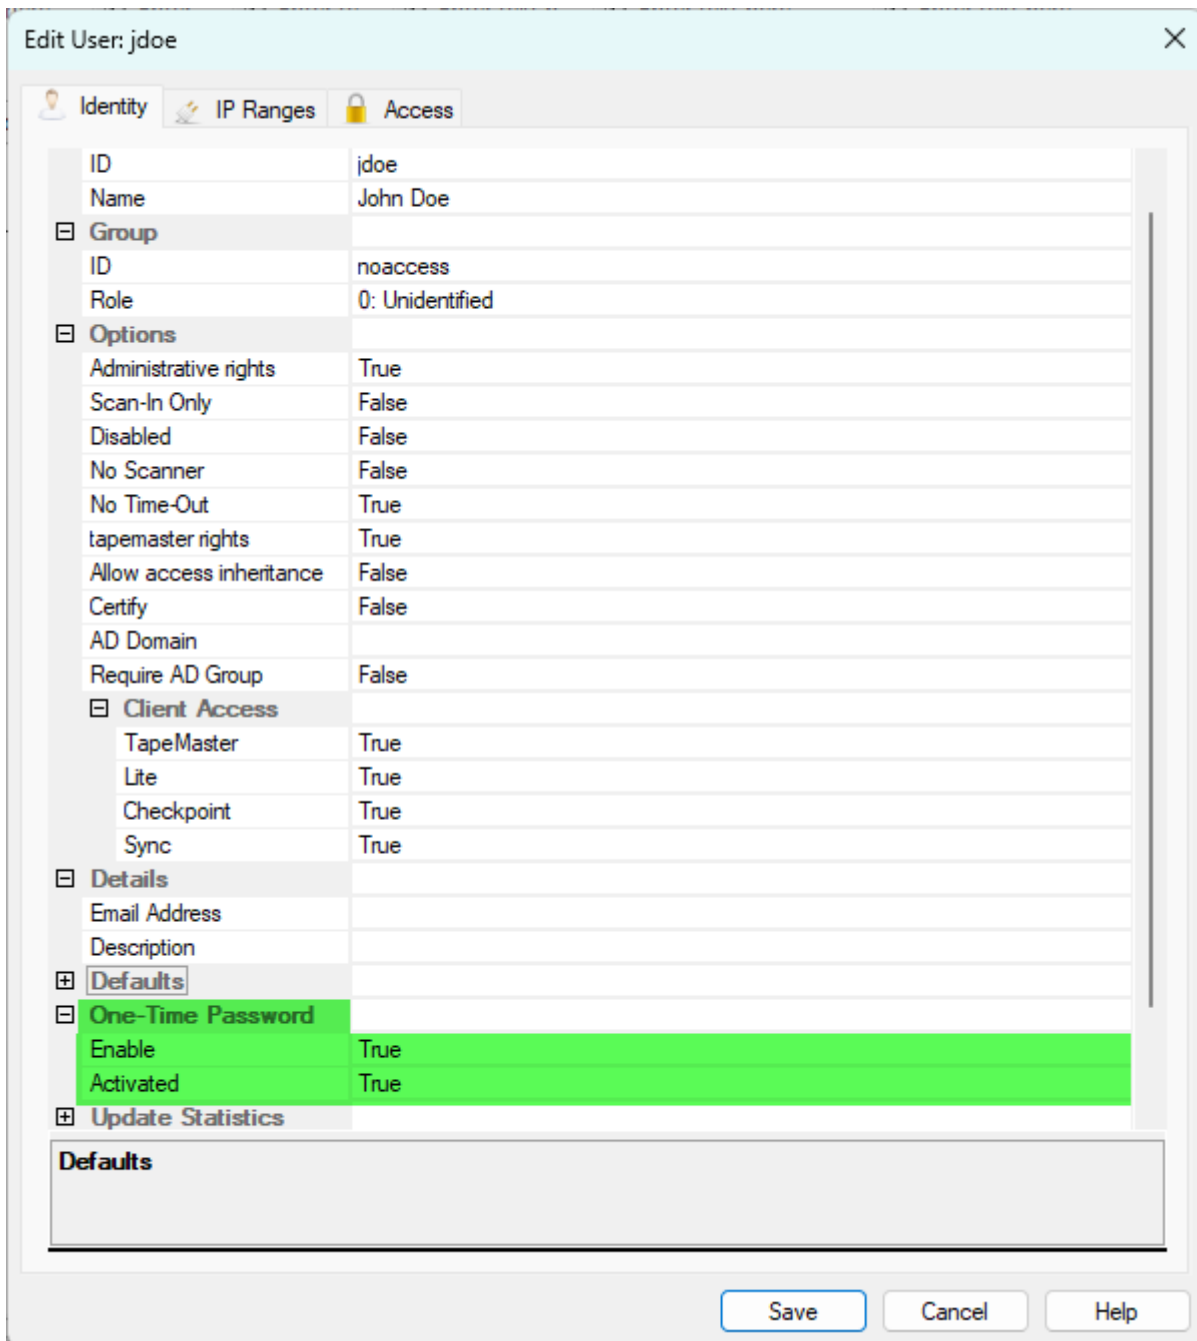 Edit User: jdoe
Identity IP Ranges Access
ID jdoe
Name John Doe
Group
ID noaccess
Role 0: Unidentified
Options
Administrative rights True
Scan-In Only False
Disabled False
No Scanner False
No Time-Out True
tapemaster rights True
Allow access inheritance False
Certify False
AD Domain
Require AD Group False
Client Access
TapeMaster True
Lite True
Checkpoint True
Sync True
Details
Email Address
Description
Defaults
One-Time Password
Enable True
Activated True
Update Statistics
Defaults
Save Cancel Help